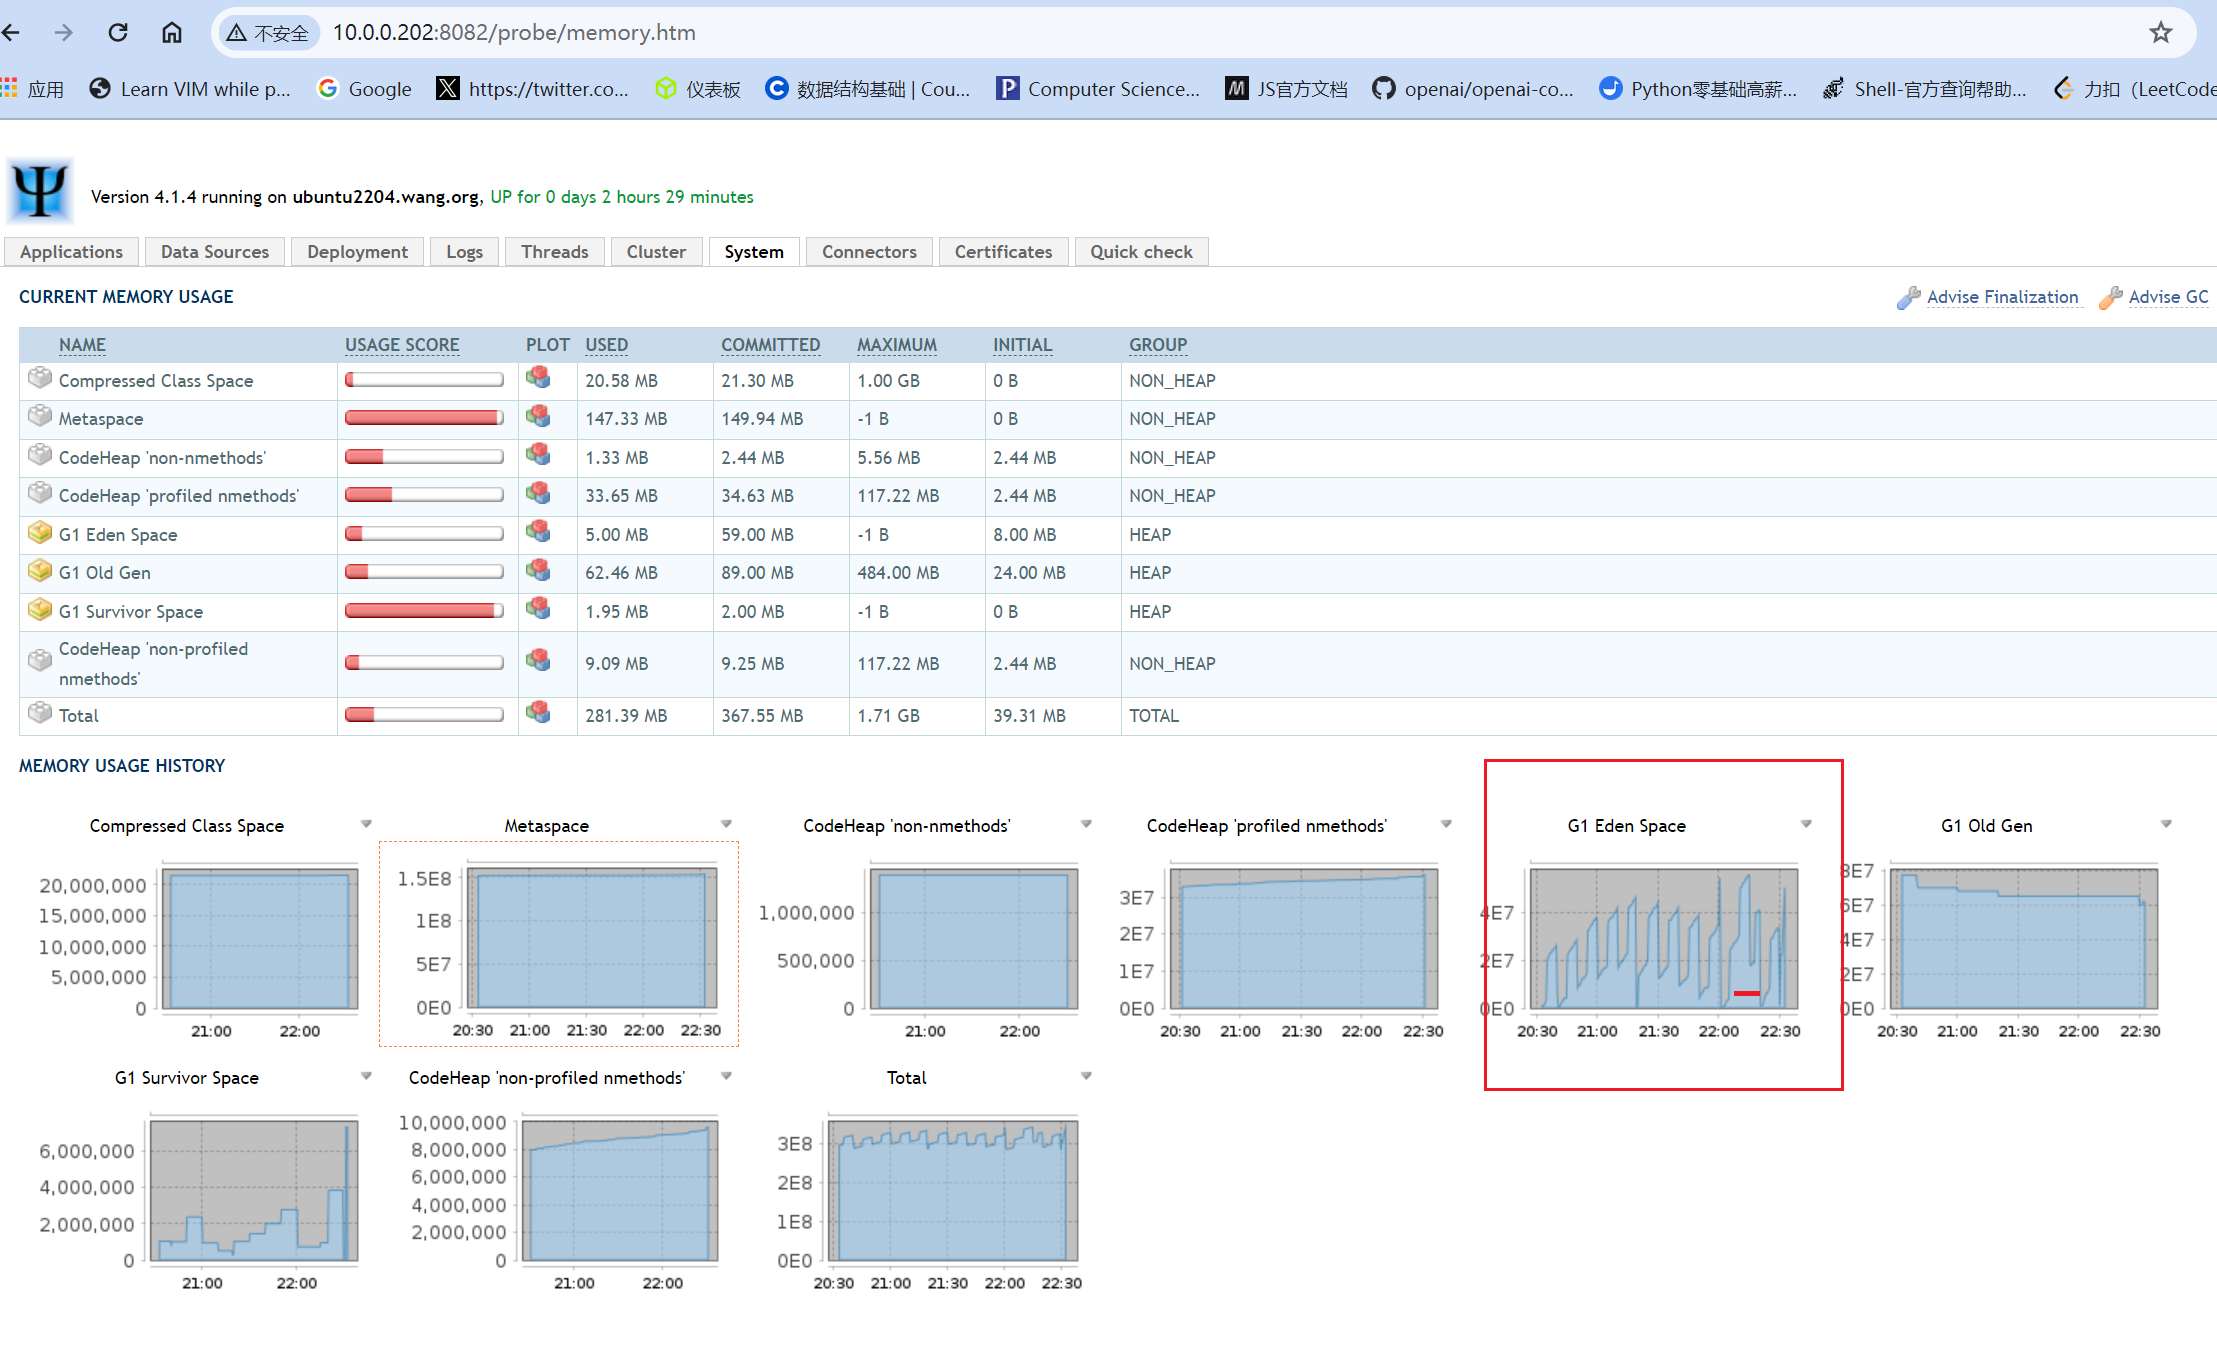 不安全 10.0.0.202:8082/probe/memory.htm
应用 Learn VIM while p... Google https://twitter.co... 仪表板 数据结构基础 | Cou... Computer Science... JS官方文档 openai/openai-co... Python零基础高薪... Shell-官方查询帮助... 力扣 (LeetCode
Version 4.1.4 running on ubuntu2204.wang.org, UP for 0 days 2 hours 29 minutes
Applications Data Sources Deployment Logs Threads Cluster System Connectors Certificates Quick check
CURRENT MEMORY USAGE Advise Finalization Advise GC
NAME USAGE SCORE PLOT USED COMMITTED MAXIMUM INITIAL GROUP
Compressed Class Space 20.58 MB 21.30 MB 1.00 GB 0 B NON_HEAP
Metaspace 147.33 MB 149.94 MB -1 B 0 B NON_HEAP
CodeHeap 'non-nmethods' 1.33 MB 2.44 MB 5.56 MB 2.44 MB NON_HEAP
CodeHeap 'profiled nmethods' 33.65 MB 34.63 MB 117.22 MB 2.44 MB NON_HEAP
G1 Eden Space 5.00 MB 59.00 MB -1 B 8.00 MB HEAP
G1 Old Gen 62.46 MB 89.00 MB 484.00 MB 24.00 MB HEAP
G1 Survivor Space 1.95 MB 2.00 MB -1 B 0 B HEAP
CodeHeap 'non-profiled
nmethods' 9.09 MB 9.25 MB 117.22 MB 2.44 MB NON_HEAP
Total 281.39 MB 367.55 MB 1.71 GB 39.31 MB TOTAL
MEMORY USAGE HISTORY
Compressed Class Space
20,000,000
15,000,000
10,000,000
5,000,000
0
21:00 22:00
Metaspace
1.5E8
1E8
5E7
0E0
20:30 21:00 21:30 22:00 22:30
CodeHeap 'non-nmethods'
1,000,000
500,000
0
21:00 22:00
CodeHeap 'profiled nmethods'
3E7
2E7
1E7
0E0
20:30 21:00 21:30 22:00 22:30
G1 Eden Space
4E7
2E7
0E0
20:30 21:00 21:30 22:00 22:30
G1 Old Gen
8E7
6E7
4E7
2E7
0E0
20:30 21:00 21:30 22:00 22:30
G1 Survivor Space
6,000,000
4,000,000
2,000,000
0
21:00 22:00
CodeHeap 'non-profiled nmethods'
10,000,000
8,000,000
6,000,000
4,000,000
2,000,000
0
21:00 22:00
Total
3E8
2E8
1E8
0E0
20:30 21:00 21:30 22:00 22:30